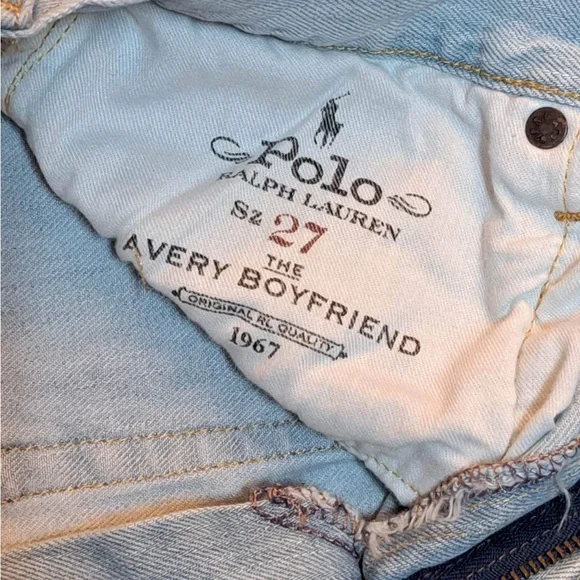 Polo
RALPH LAUREN
Sz 27
THE
AVERY BOYFRIEND
ORIGINAL RL QUALITY
1967